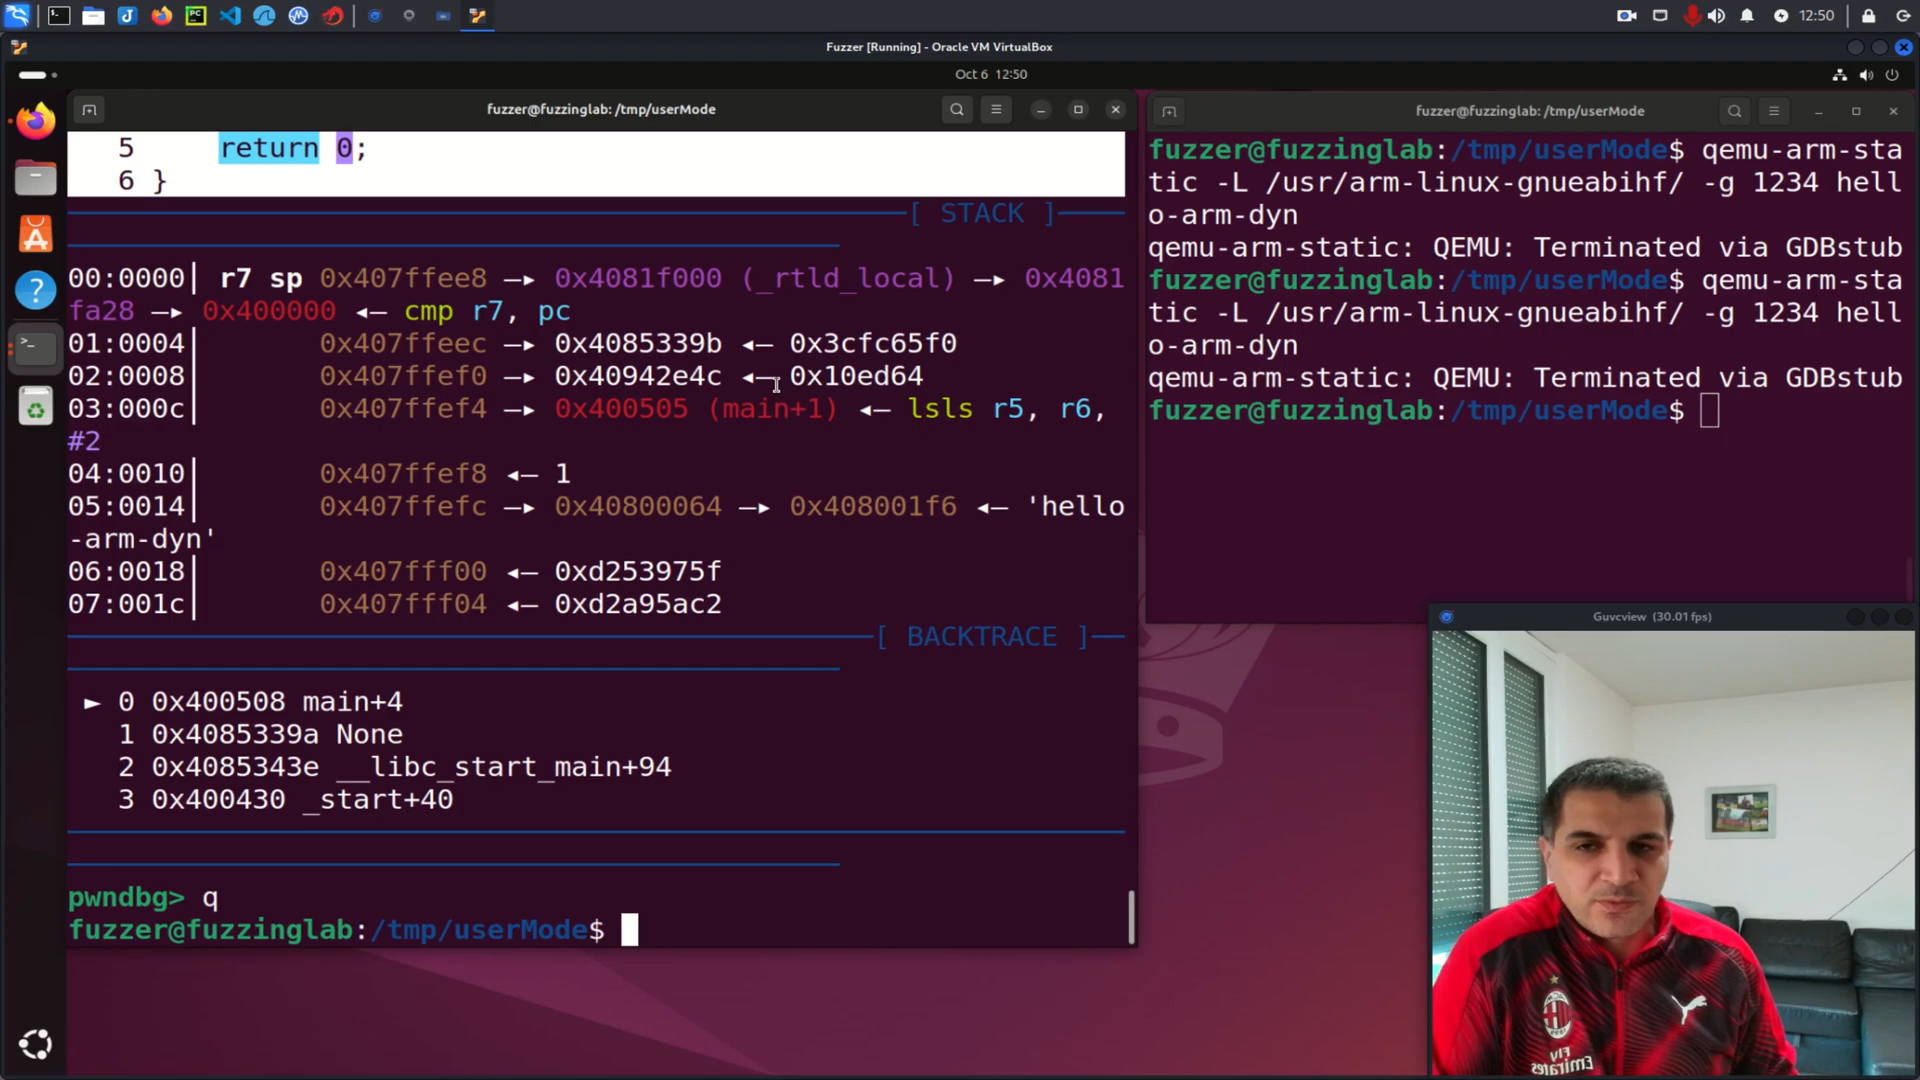 12:50
Fuzzer [Running] - Oracle VM VirtualBox
Oct 6 12:50
fuzzer@fuzzinglab: /tmp/userMode
5 return 0;
6 }
[ STACK ]
00:0000│ r7 sp 0x407ffee8 —▸ 0x4081f000 (_rtld_local) —▸ 0x4081
fa28 —▸ 0x400000 ◂— cmp r7, pc
01:0004│ 0x407ffeec —▸ 0x4085339b ◂— 0x3cfc65f0
02:0008│ 0x407ffef0 —▸ 0x40942e4c ◂— 0x10ed64
03:000c│ 0x407ffef4 —▸ 0x400505 (main+1) ◂— lsls r5, r6,
#2
04:0010│ 0x407ffef8 ◂— 1
05:0014│ 0x407ffefc —▸ 0x40800064 —▸ 0x408001f6 ◂— 'hello
-arm-dyn'
06:0018│ 0x407fff00 ◂— 0xd253975f
07:001c│ 0x407fff04 ◂— 0xd2a95ac2
[ BACKTRACE ]
► 0 0x400508 main+4
1 0x4085339a None
2 0x4085343e __libc_start_main+94
3 0x400430 _start+40
pwndbg> q
fuzzer@fuzzinglab:/tmp/userMode$
fuzzer@fuzzinglab: /tmp/userMode
fuzzer@fuzzinglab:/tmp/userMode$ qemu-arm-sta
tic -L /usr/arm-linux-gnueabihf/ -g 1234 hell
o-arm-dyn
qemu-arm-static: QEMU: Terminated via GDBstub
fuzzer@fuzzinglab:/tmp/userMode$ qemu-arm-sta
tic -L /usr/arm-linux-gnueabihf/ -g 1234 hell
o-arm-dyn
qemu-arm-static: QEMU: Terminated via GDBstub
fuzzer@fuzzinglab:/tmp/userMode$
Guvcview (30.01 fps)
Fly
Emirates